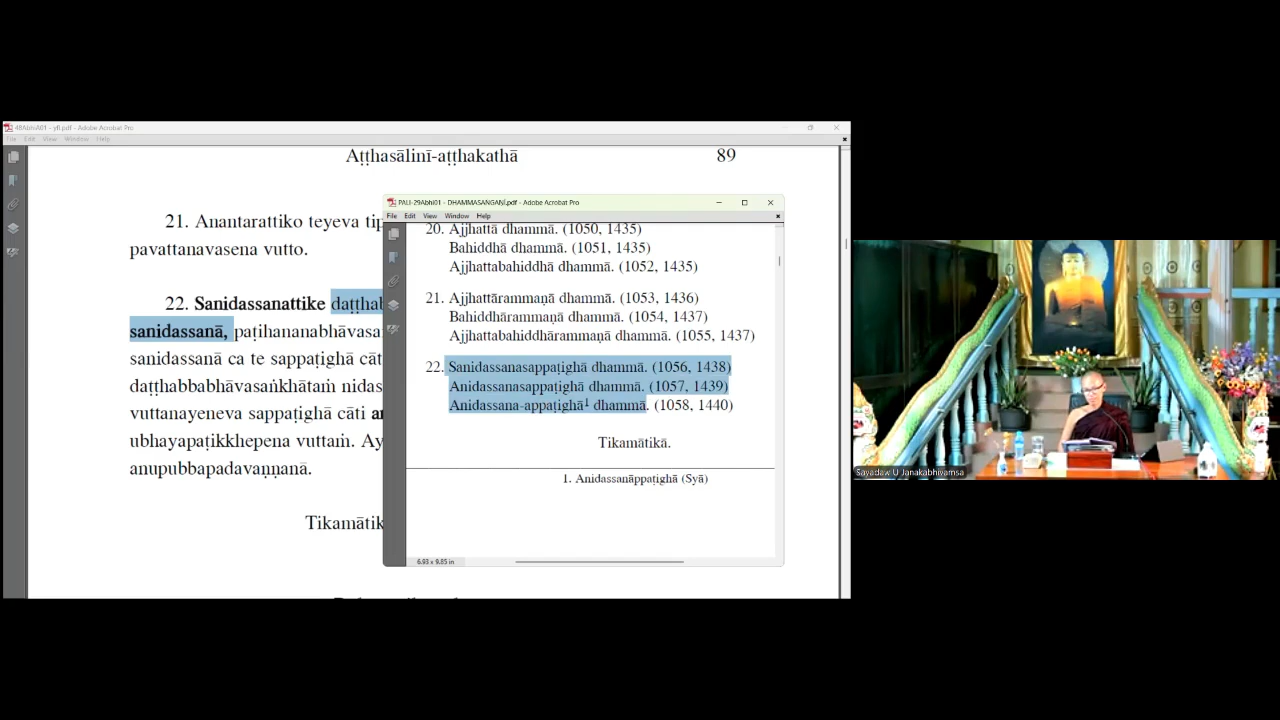 48Abhi01 - yfl.pdf - Adobe Acrobat Pro
File Edit View Window Help
Aṭṭhasālinī-aṭṭhakathā 89
21. Anantarattiko teyeva tip
pavattanavasena vutto.
22. Sanidassanattike daṭṭhab
sanidassanā, paṭihananabhāvasa
sanidassanā ca te sappaṭighā cāt
daṭṭhabbabhāvasaṅkhātaṁ nidas
vuttanayeneva sappaṭighā cāti an
ubhayapaṭikkhepena vuttaṁ. Ay
anupubbapadavaṇṇanā.
Tikamātik
PALI-29Abhi01 - DHAMMASANGAṆĪ.pdf - Adobe Acrobat Pro
File Edit View Window Help
20. Ajjhattā dhammā. (1050, 1435)
Bahiddhā dhammā. (1051, 1435)
Ajjhattabahiddhā dhammā. (1052, 1435)
21. Ajjhattārammaṇā dhammā. (1053, 1436)
Bahiddhārammaṇā dhammā. (1054, 1437)
Ajjhattabahiddhārammaṇā dhammā. (1055, 1437)
22. Sanidassanasappaṭighā dhammā. (1056, 1438)
Anidassanasappaṭighā dhammā. (1057, 1439)
Anidassana-appaṭighā¹ dhammā. (1058, 1440)
Tikamātikā.
1. Anidassanāppaṭighā (Syā)
6.93 x 9.85 in
Sayadaw U Janakabhivamsa